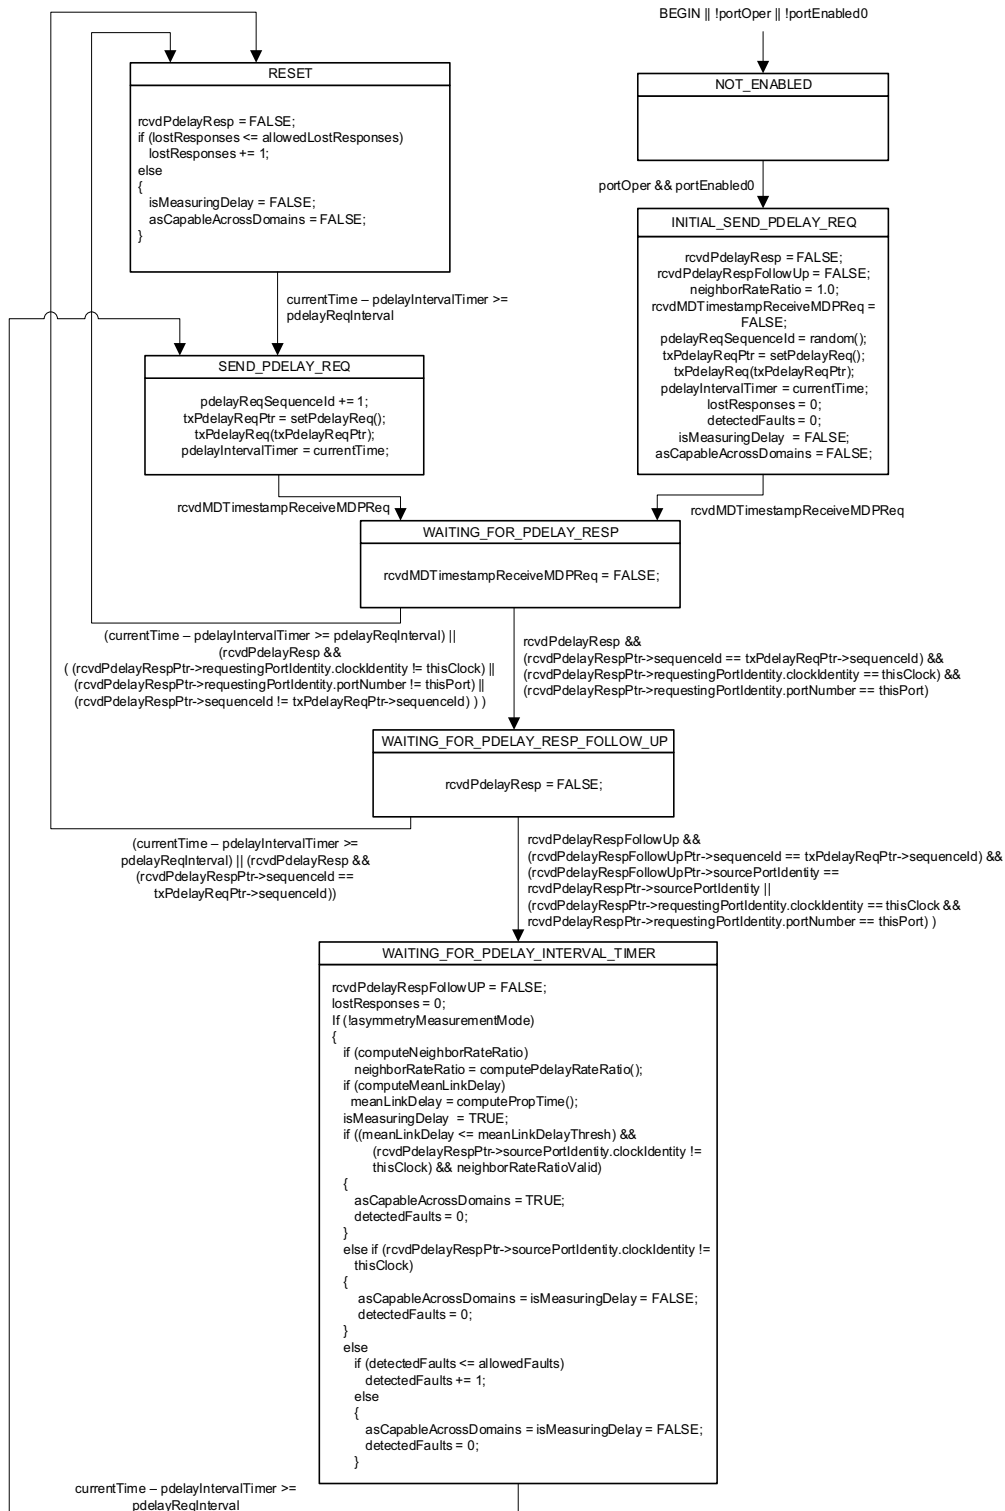 BEGIN || !portOper || !portEnabled0
RESET
rcvdPdelayResp = FALSE;
if (lostResponses <= allowedLostResponses)
lostResponses += 1;
else
{
isMeasuringDelay = FALSE;
asCapableAcrossDomains = FALSE;
}
NOT_ENABLED
portOper && portEnabled0
INITIAL_SEND_PDELAY_REQ
rcvdPdelayResp = FALSE;
rcvdPdelayRespFollowUp = FALSE;
neighborRateRatio = 1.0;
rcvdMDTimestampReceiveMDPReq =
FALSE;
pdelayReqSequenceId = random();
txPdelayReqPtr = setPdelayReq();
txPdelayReq(txPdelayReqPtr);
pdelayIntervalTimer = currentTime;
lostResponses = 0;
detectedFaults = 0;
isMeasuringDelay = FALSE;
asCapableAcrossDomains = FALSE;
currentTime – pdelayIntervalTimer >=
pdelayReqInterval
SEND_PDELAY_REQ
pdelayReqSequenceId += 1;
txPdelayReqPtr = setPdelayReq();
txPdelayReq(txPdelayReqPtr);
pdelayIntervalTimer = currentTime;
rcvdMDTimestampReceiveMDPReq
rcvdMDTimestampReceiveMDPReq
WAITING_FOR_PDELAY_RESP
rcvdMDTimestampReceiveMDPReq = FALSE;
(currentTime – pdelayIntervalTimer >= pdelayReqInterval) ||
(rcvdPdelayResp &&
( (rcvdPdelayRespPtr->requestingPortIdentity.clockIdentity != thisClock) ||
(rcvdPdelayRespPtr->requestingPortIdentity.portNumber != thisPort) ||
(rcvdPdelayRespPtr->sequenceId != txPdelayReqPtr->sequenceId) ) )
rcvdPdelayResp &&
(rcvdPdelayRespPtr->sequenceId == txPdelayReqPtr->sequenceId) &&
(rcvdPdelayRespPtr->requestingPortIdentity.clockIdentity == thisClock) &&
(rcvdPdelayRespPtr->requestingPortIdentity.portNumber == thisPort)
WAITING_FOR_PDELAY_RESP_FOLLOW_UP
rcvdPdelayResp = FALSE;
(currentTime – pdelayIntervalTimer >=
pdelayReqInterval) || (rcvdPdelayResp &&
(rcvdPdelayRespPtr->sequenceId ==
txPdelayReqPtr->sequenceId))
rcvdPdelayRespFollowUp &&
(rcvdPdelayRespFollowUpPtr->sequenceId == txPdelayReqPtr->sequenceId) &&
(rcvdPdelayRespFollowUpPtr->sourcePortIdentity ==
rcvdPdelayRespPtr->sourcePortIdentity ||
(rcvdPdelayRespPtr->requestingPortIdentity.clockIdentity == thisClock &&
rcvdPdelayRespPtr->requestingPortIdentity.portNumber == thisPort) )
WAITING_FOR_PDELAY_INTERVAL_TIMER
rcvdPdelayRespFollowUP = FALSE;
lostResponses = 0;
If (!asymmetryMeasurementMode)
{
if (computeNeighborRateRatio)
neighborRateRatio = computePdelayRateRatio();
if (computeMeanLinkDelay)
meanLinkDelay = computePropTime();
isMeasuringDelay = TRUE;
if ((meanLinkDelay <= meanLinkDelayThresh) &&
(rcvdPdelayRespPtr->sourcePortIdentity.clockIdentity !=
thisClock) && neighborRateRatioValid)
{
asCapableAcrossDomains = TRUE;
detectedFaults = 0;
}
else if (rcvdPdelayRespPtr->sourcePortIdentity.clockIdentity !=
thisClock)
{
asCapableAcrossDomains = isMeasuringDelay = FALSE;
detectedFaults = 0;
}
else
if (detectedFaults <= allowedFaults)
detectedFaults += 1;
else
{
asCapableAcrossDomains = isMeasuringDelay = FALSE;
detectedFaults = 0;
}
currentTime – pdelayIntervalTimer >=
pdelayReqInterval